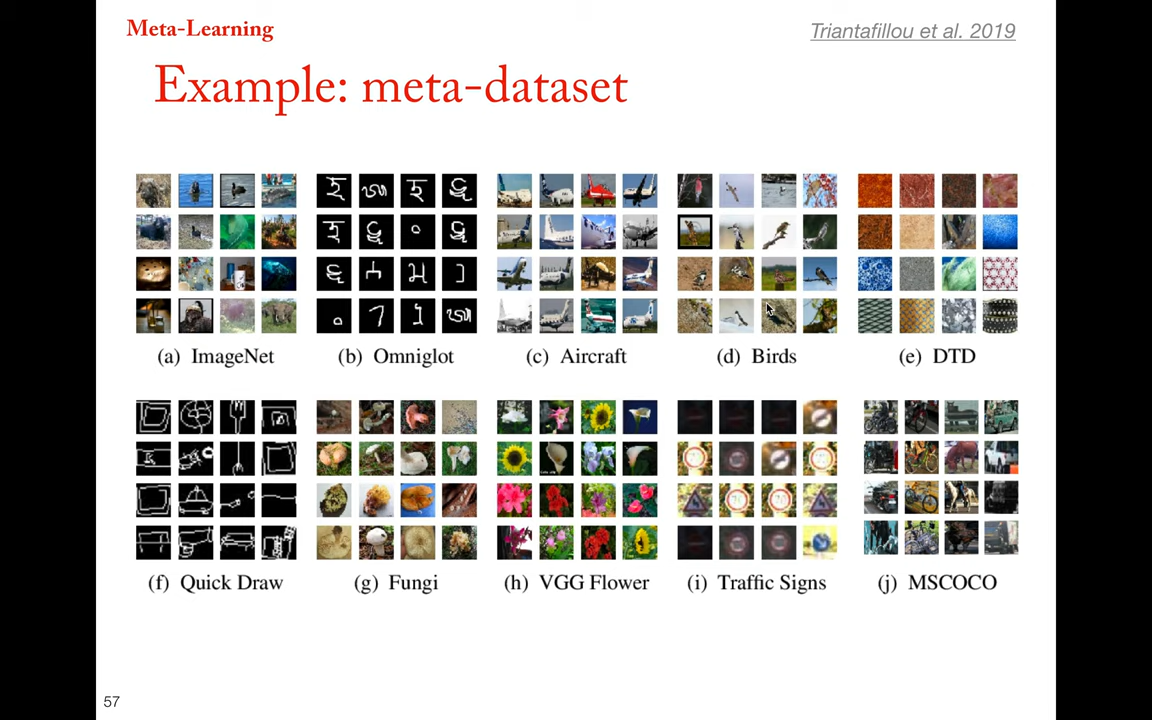 Meta-Learning
Triantafillou et al. 2019
Example: meta-dataset
(a) ImageNet
(b) Omniglot
(c) Aircraft
(d) Birds
(e) DTD
(f) Quick Draw
(g) Fungi
(h) VGG Flower
(i) Traffic Signs
(j) MSCOCO
57